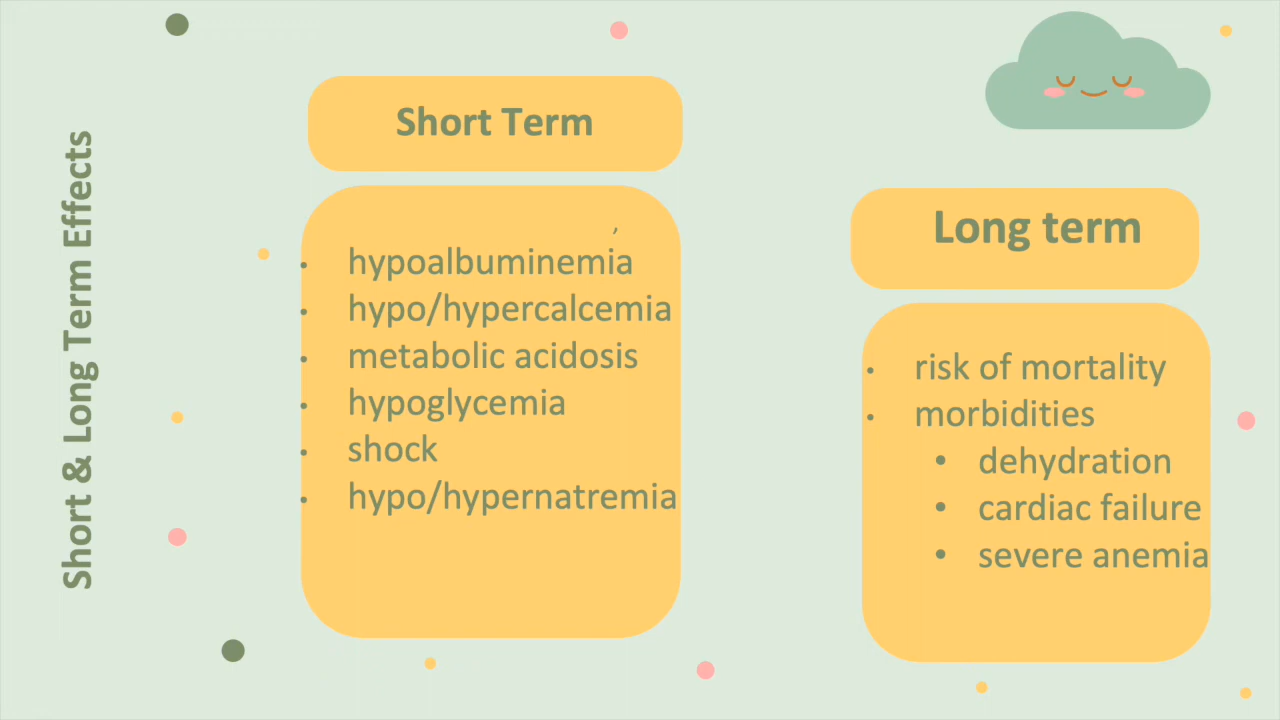 Short & Long Term Effects
Short Term
,
• hypoalbuminemia
• hypo/hypercalcemia
• metabolic acidosis
• hypoglycemia
• shock
• hypo/hypernatremia
Long term
• risk of mortality
• morbidities
• dehydration
• cardiac failure
• severe anemia